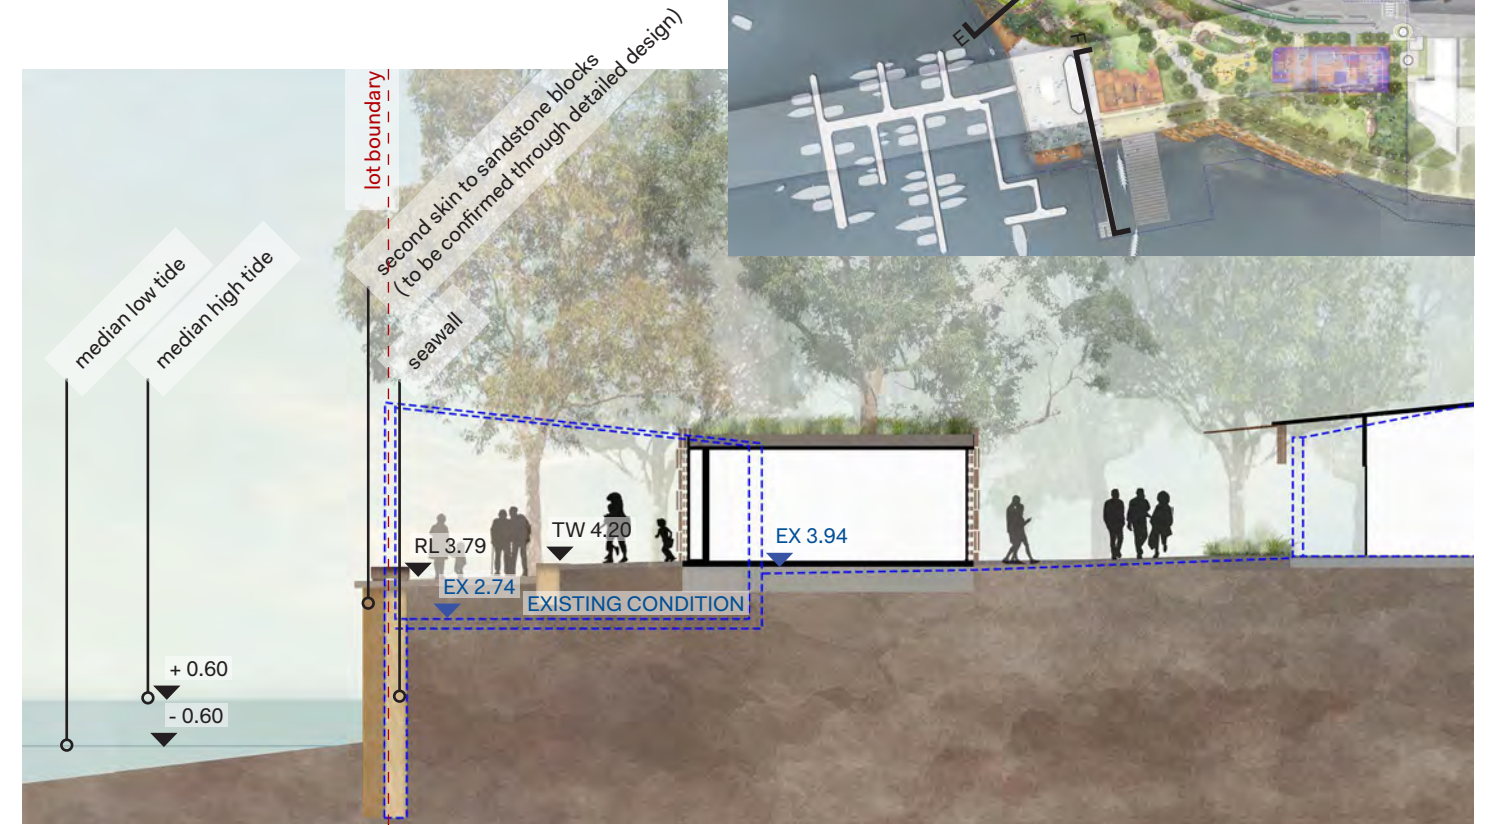 E
F
lot boundary
second skin to sandstone blocks
(to be confirmed through detailed design)
median low tide
median high tide
seawall
TW 4.20
RL 3.79
EX 3.94
EX 2.74
EXISTING CONDITION
+ 0.60
- 0.60